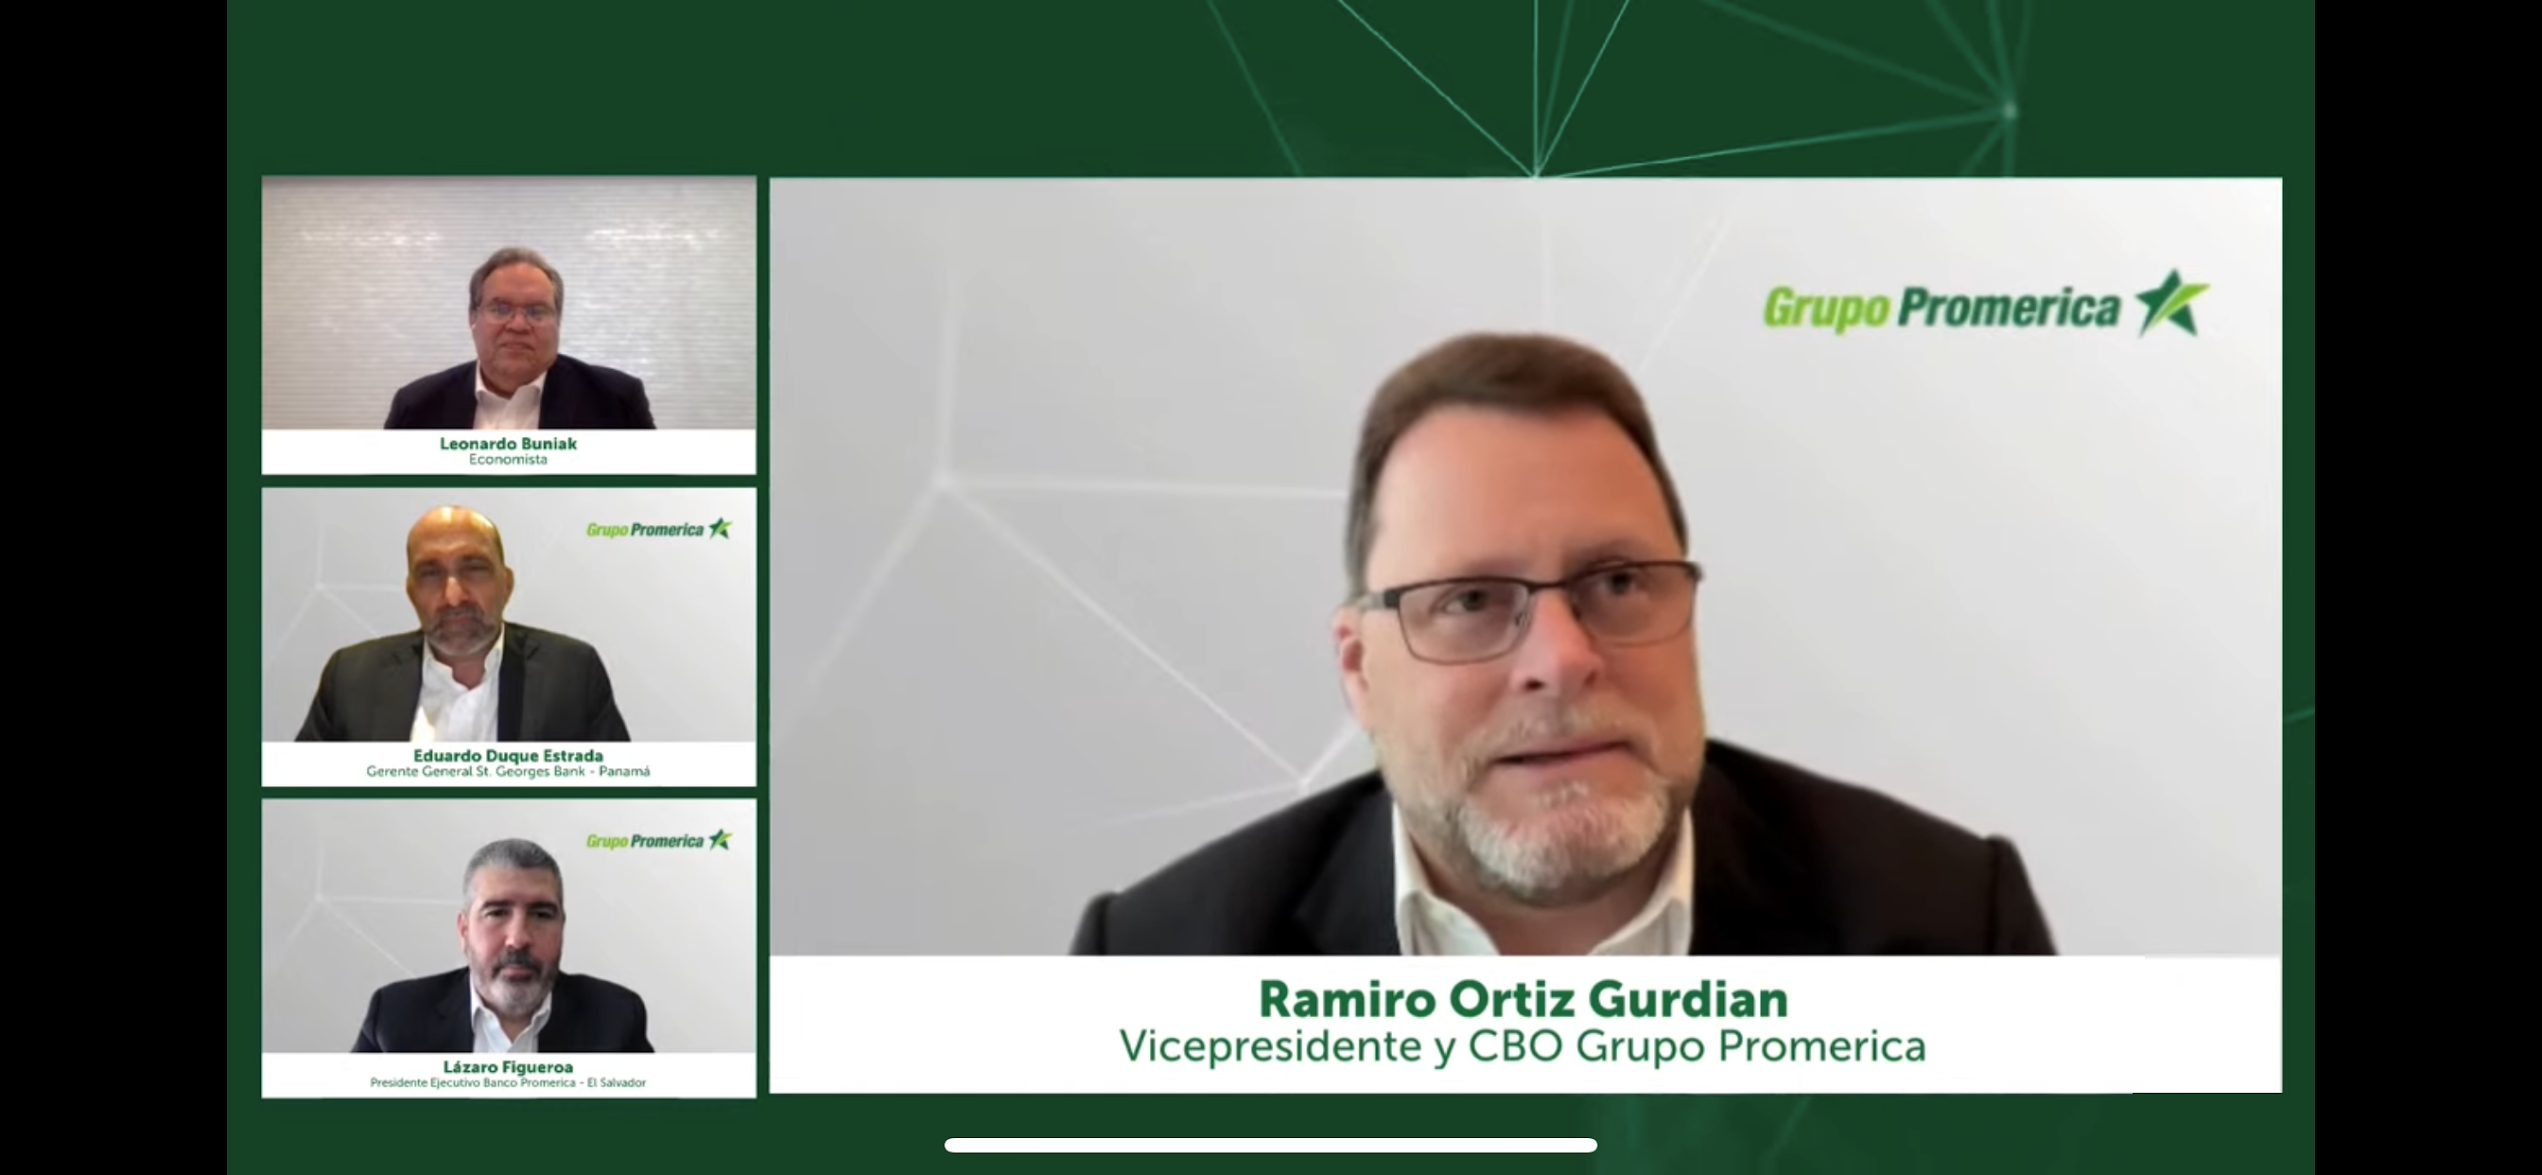 Leonardo Buniak
Economista
Grupo Promerica
Eduardo Duque Estrada
Gerente General St. Georges Bank - Panamá
Grupo Promerica
Lázaro Figueroa
Presidente Ejecutivo Banco Promerica - El Salvador
Grupo Promerica
Ramiro Ortiz Gurdian
Vicepresidente y CBO Grupo Promerica